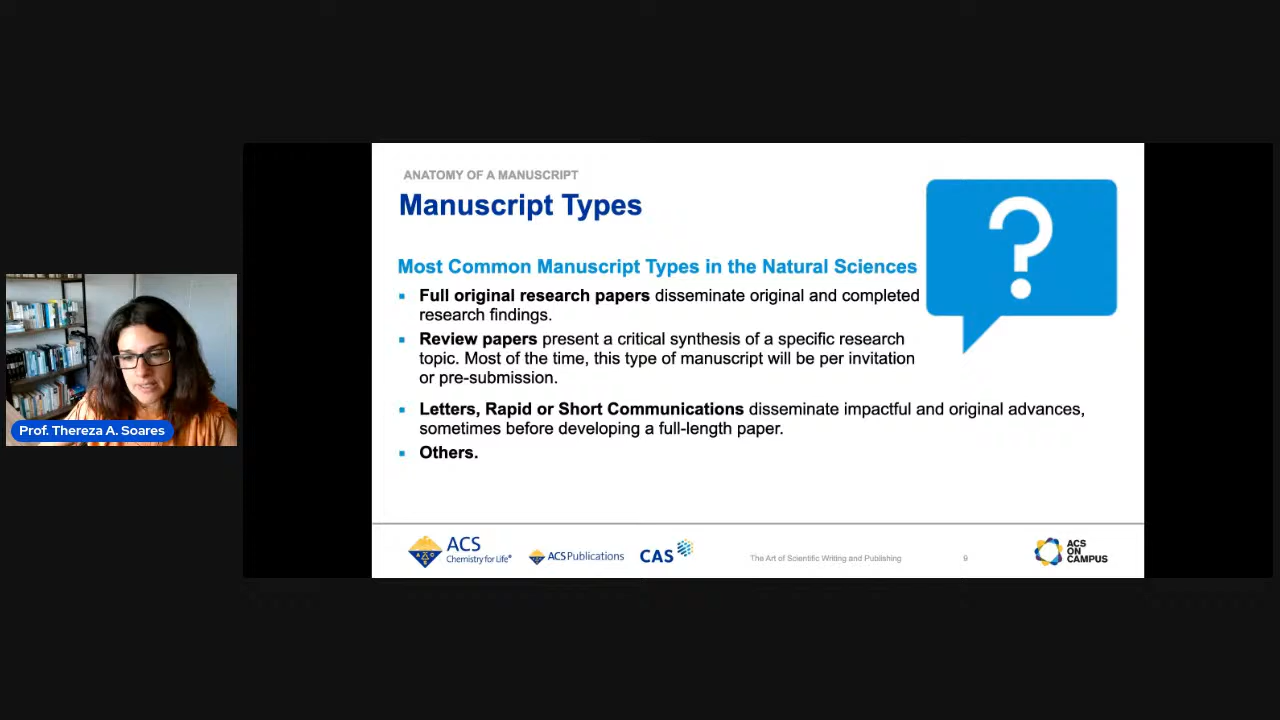 Prof. Thereza A. Soares
ANATOMY OF A MANUSCRIPT
Manuscript Types
?
Most Common Manuscript Types in the Natural Sciences
▪ Full original research papers disseminate original and completed
research findings.
▪ Review papers present a critical synthesis of a specific research
topic. Most of the time, this type of manuscript will be per invitation
or pre-submission.
▪ Letters, Rapid or Short Communications disseminate impactful and original advances,
sometimes before developing a full-length paper.
▪ Others.
ACS
Chemistry for Life®
ACS Publications
CAS
The Art of Scientific Writing and Publishing
9
ACS
ON
CAMPUS